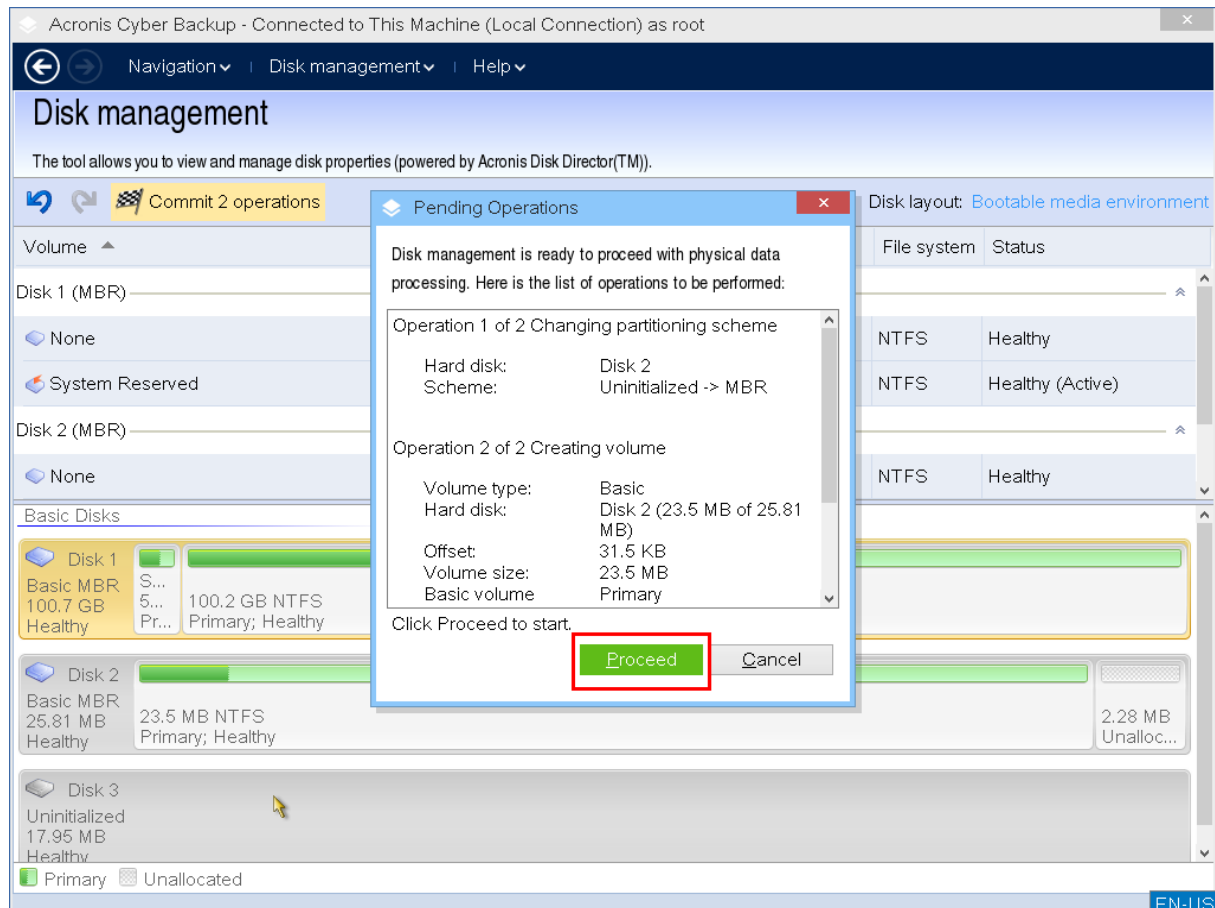 Acronis Cyber Backup - Connected to This Machine (Local Connection) as root
Navigation Disk management Help
Disk management
The tool allows you to view and manage disk properties (powered by Acronis Disk Director(TM)).
Commit 2 operations
Disk layout: Bootable media environment
Volume File system Status
Disk 1 (MBR)
None NTFS Healthy
System Reserved NTFS Healthy (Active)
Disk 2 (MBR)
None NTFS Healthy
Pending Operations
Disk management is ready to proceed with physical data
processing. Here is the list of operations to be performed:
Operation 1 of 2 Changing partitioning scheme
Hard disk: Disk 2
Scheme: Uninitialized -> MBR
Operation 2 of 2 Creating volume
Volume type: Basic
Hard disk: Disk 2 (23.5 MB of 25.81
MB)
Offset: 31.5 KB
Volume size: 23.5 MB
Basic volume Primary
Click Proceed to start.
Proceed Cancel
Basic Disks
Disk 1
Basic MBR
100.7 GB
Healthy
S...
5...
Pr...
100.2 GB NTFS
Primary; Healthy
Disk 2
Basic MBR
25.81 MB
Healthy
23.5 MB NTFS
Primary; Healthy
2.28 MB
Unalloc...
Disk 3
Uninitialized
17.95 MB
Healthy
Primary Unallocated
EN-US